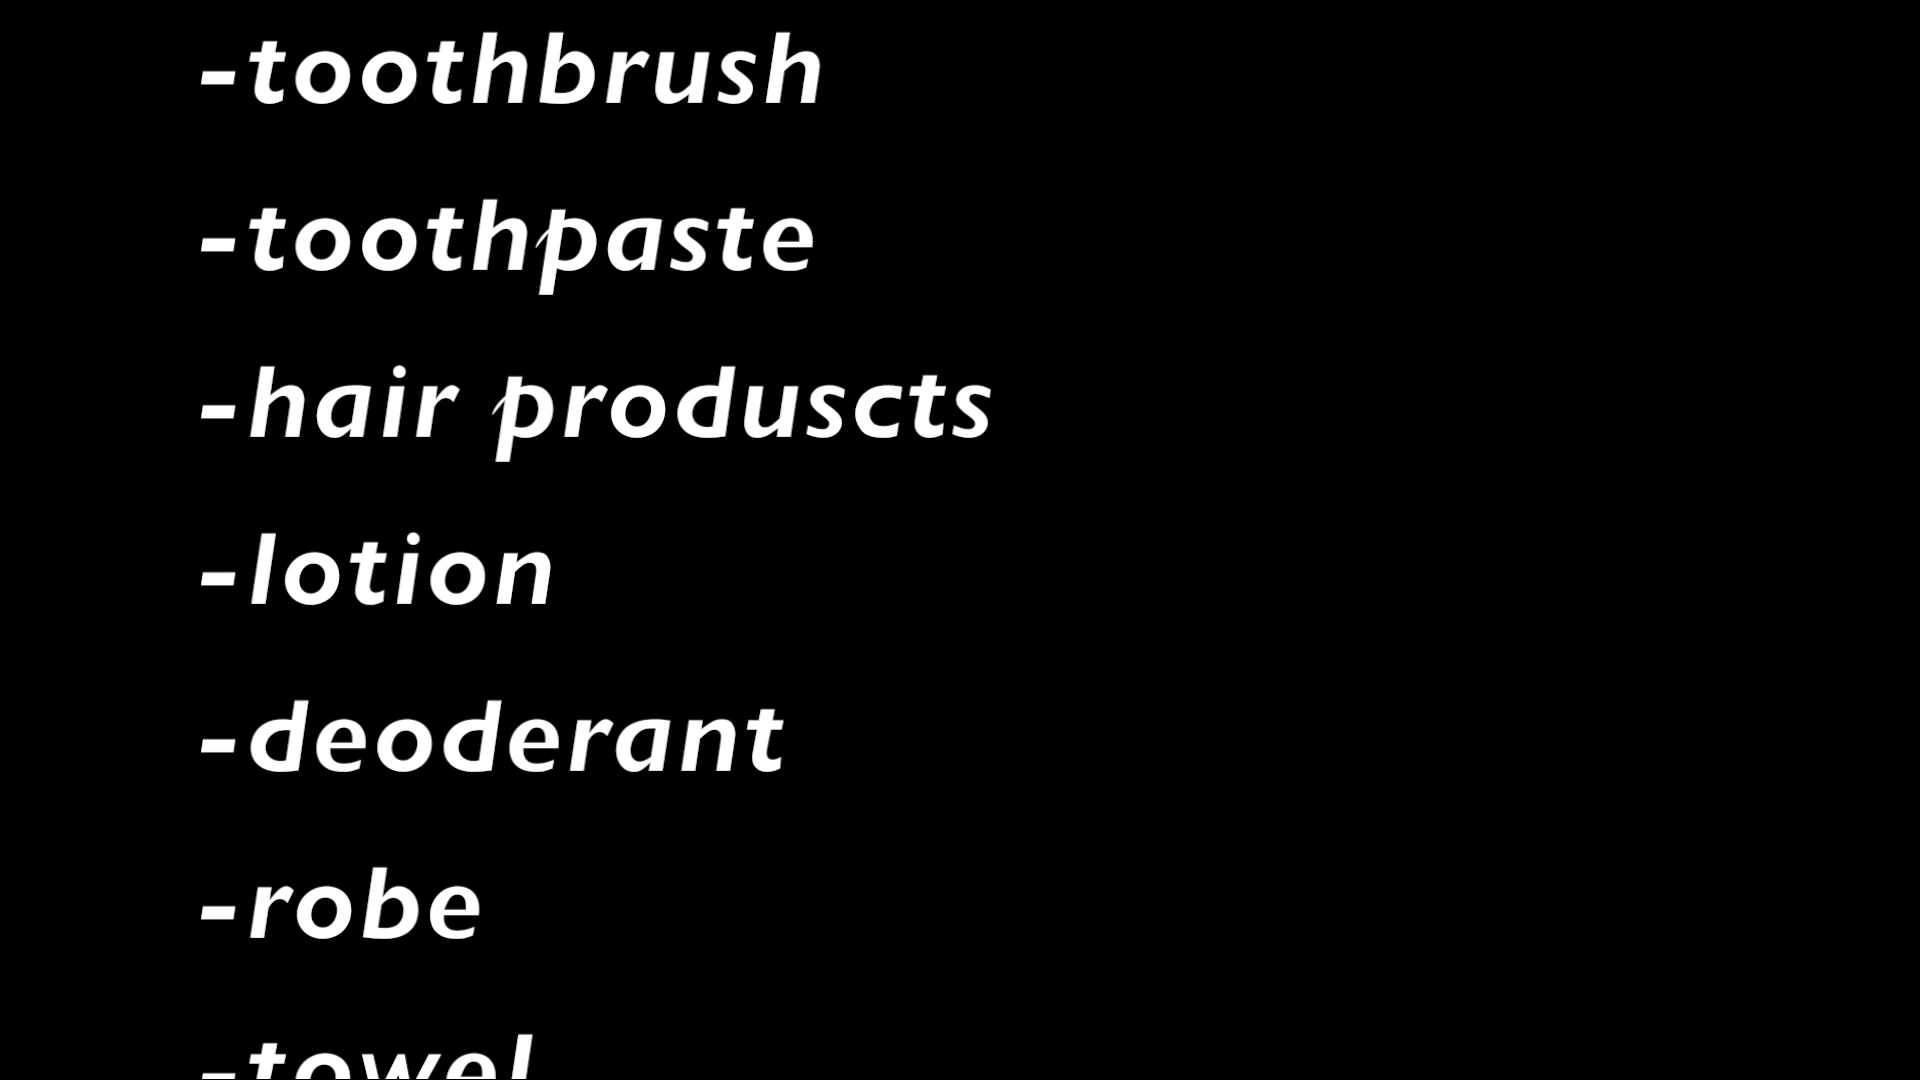 -toothbrush
-toothpaste
-hair produscts
-lotion
-deoderant
-robe
-towel